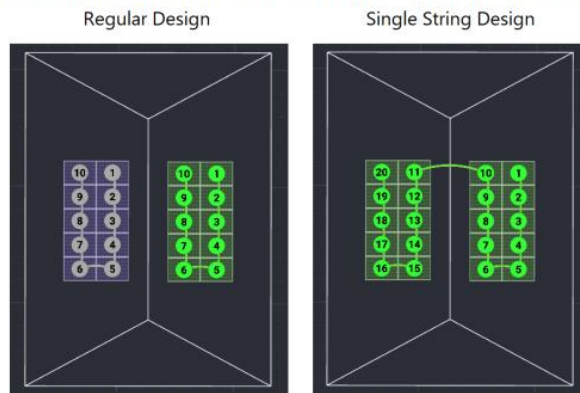 Regular Design
Single String Design
10 1 10 1
9 2 9 2
8 3 8 3
7 4 7 4
6 5 6 5
20 11 10 1
19 12 9 2
18 13 8 3
17 14 7 4
16 15 6 5